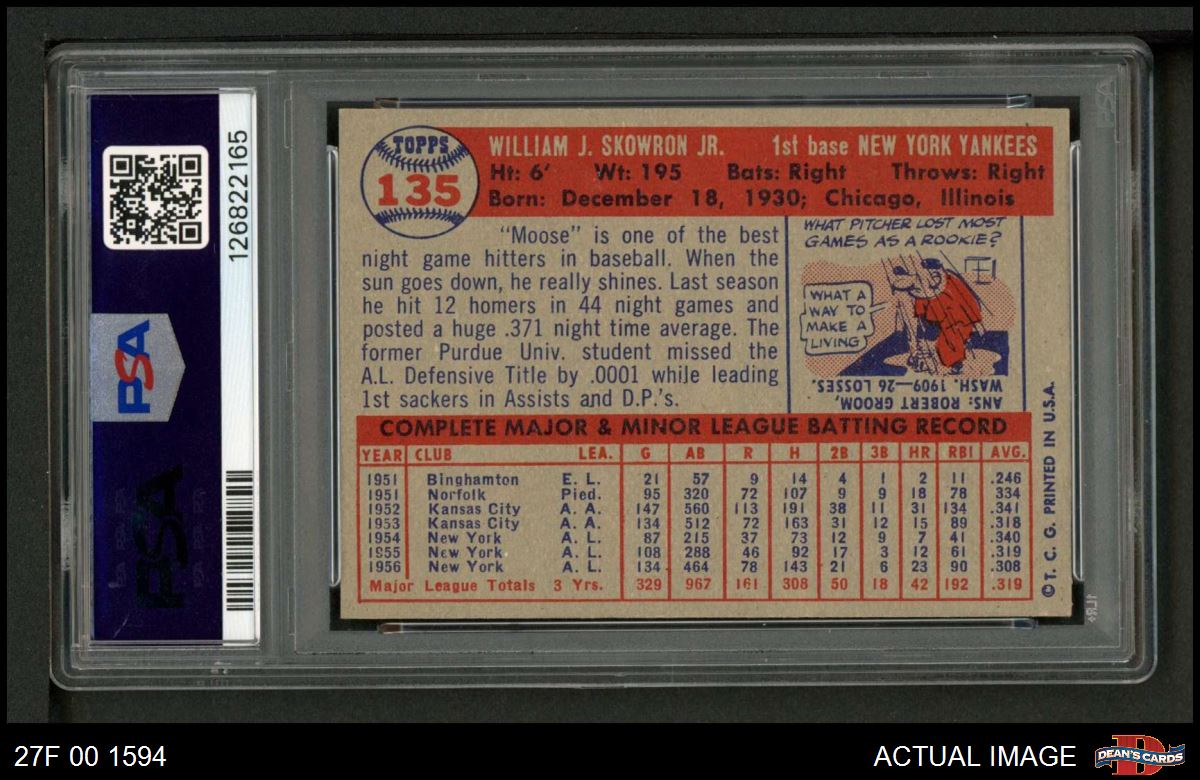 126822165
PSA
PSA
TOPPS
135
WILLIAM J. SKOWRON JR. 1st base NEW YORK YANKEES
Ht: 6' Wt: 195 Bats: Right Throws: Right
Born: December 18, 1930; Chicago, Illinois
"Moose" is one of the best
night game hitters in baseball. When the
sun goes down, he really shines. Last season
he hit 12 homers in 44 night games and
posted a huge .371 night time average. The
former Purdue Univ. student missed the
A.L. Defensive Title by .0001 while leading
1st sackers in Assists and D.P.'s.
WHAT PITCHER LOST MOST
GAMES AS A ROOKIE?
WHAT A
WAY TO
MAKE A
LIVING
ANS: ROBERT GROOM,
WASH. 1909—26 LOSSES.
COMPLETE MAJOR & MINOR LEAGUE BATTING RECORD
YEAR CLUB LEA. G AB R H 2B 3B HR RBI AVG.
1951 Binghamton E. L. 21 57 9 14 4 1 2 11 .246
1951 Norfolk Pied. 95 320 72 107 9 9 18 78 .334
1952 Kansas City A. A. 147 560 113 191 38 11 31 134 .341
1953 Kansas City A. A. 134 512 72 163 31 12 15 89 .318
1954 New York A. L. 87 215 37 73 12 9 7 41 .340
1955 New York A. L. 108 288 46 92 17 3 12 61 .319
1956 New York A. L. 134 464 78 143 21 6 23 90 .308
Major League Totals 3 Yrs. 329 967 161 308 50 18 42 192 .319
© T. C. G. PRINTED IN U.S.A.
PSA
27F 00 1594
ACTUAL IMAGE
DEAN'S CARDS